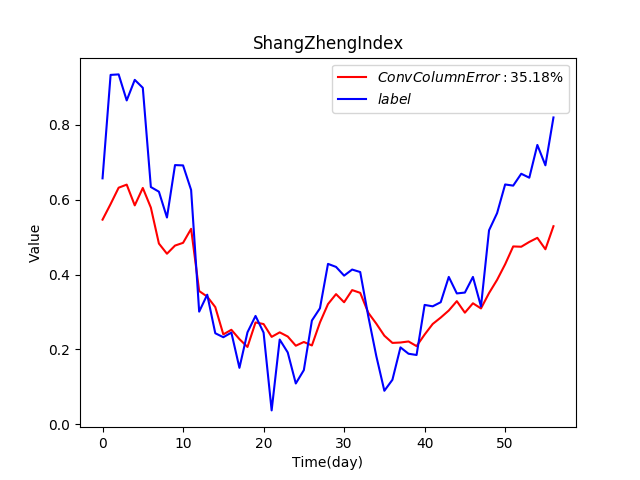 ShangZhengIndex
ConvColumnError:35.18%
label
Value
0.8
0.6
0.4
0.2
0.0
0 10 20 30 40 50
Time(day)